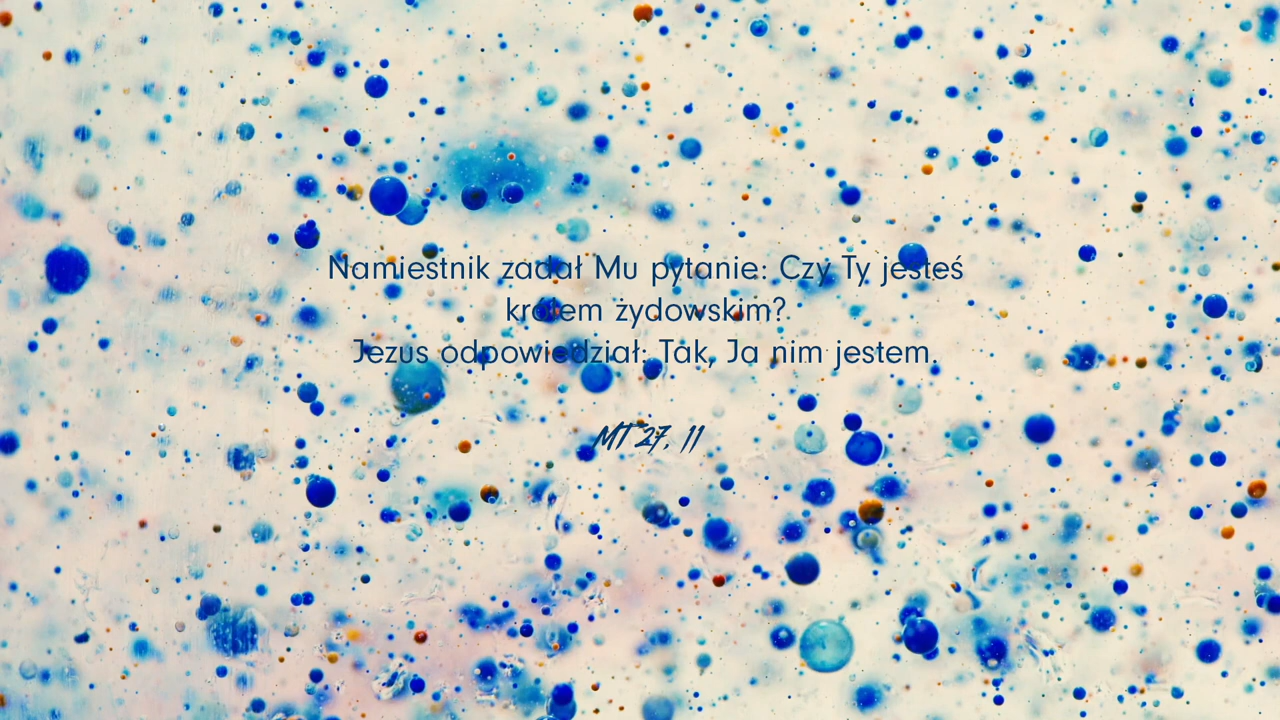 Namiestnik zadał Mu pytanie: Czy Ty jesteś
królem żydowskim?
Jezus odpowiedział: Tak, Ja nim jestem.
MT 27, 11